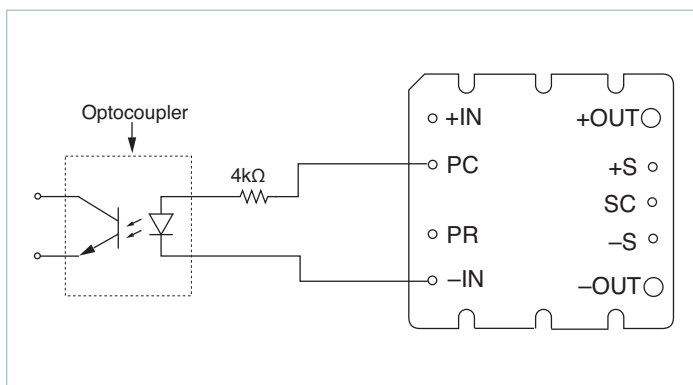 Optocoupler
4kΩ
+IN
PC
PR
–IN
+OUT
+S
SC
–S
–OUT